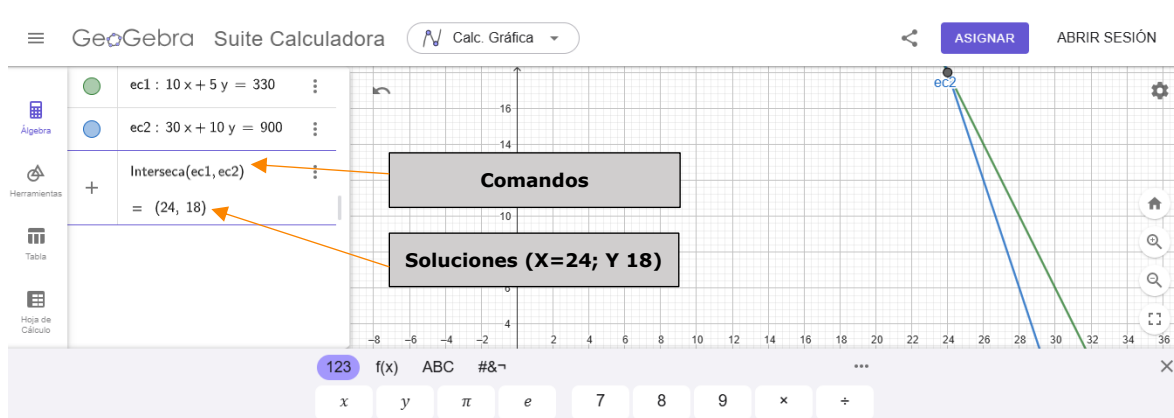 GeoGebra Suite Calculadora Calc. Gráfica ASIGNAR ABRIR SESIÓN
Álgebra
Herramientas
Tabla
Hoja de
Cálculo
ec1 : 10 x + 5 y = 330
ec2 : 30 x + 10 y = 900
Interseca(ec1, ec2)
= (24, 18)
ec2
16
14
Comandos
10
Soluciones (X=24; Y 18)
4
−8 −6 −4 −2 2 4 6 8 10 12 14 16 18 20 22 24 26 28 30 32 34 36
123 f(x) ABC #&¬
x y π e 7 8 9 × ÷